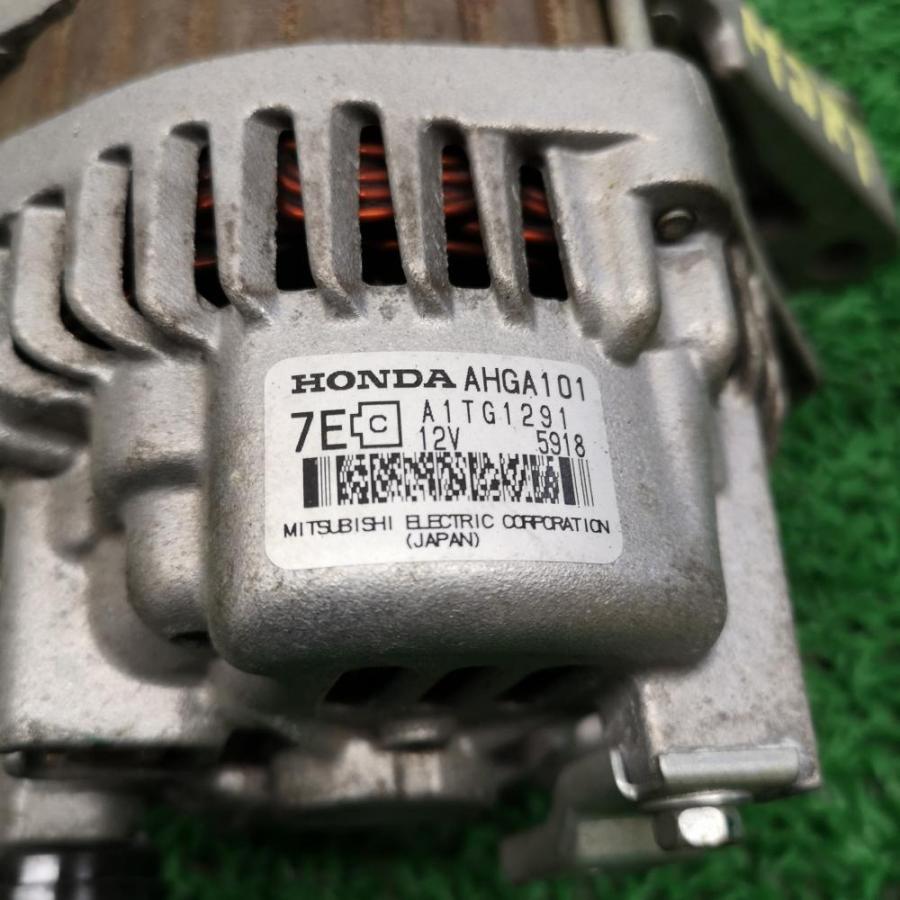 HONDA AHGA101
7E C A1TG1291
12V 5918
MITSUBISHI ELECTRIC CORPORATION
(JAPAN)